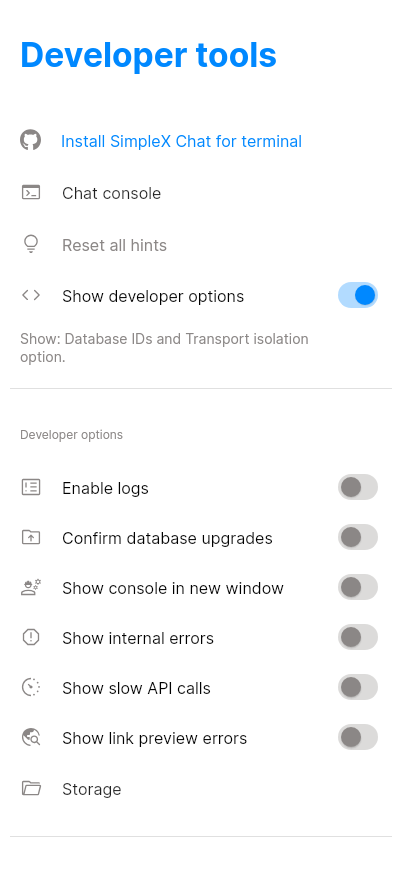 Developer tools
Install SimpleX Chat for terminal
Chat console
Reset all hints
Show developer options
Show: Database IDs and Transport isolation
option.
Developer options
Enable logs
Confirm database upgrades
Show console in new window
Show internal errors
Show slow API calls
Show link preview errors
Storage